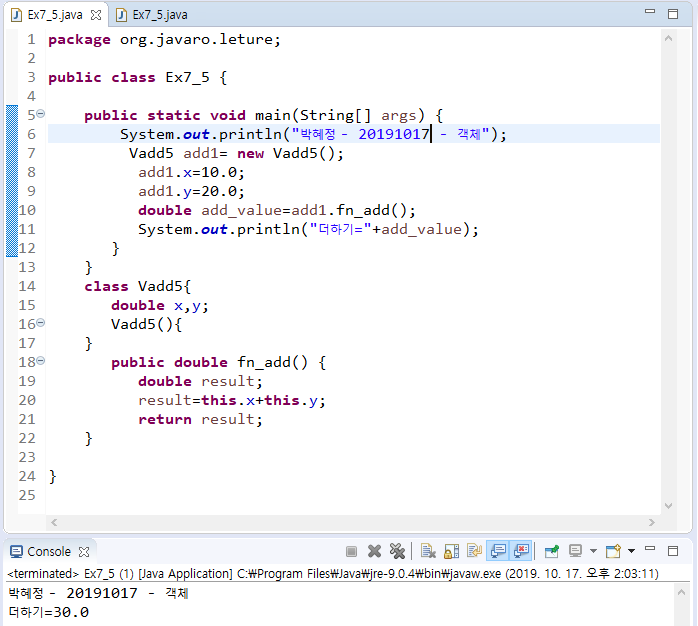 Ex7_5.java Ex7_5.java
1 package org.javaro.leture;
2
3 public class Ex7_5 {
4
5 public static void main(String[] args) {
6 System.out.println("박혜정 - 20191017 - 객체");
7 Vadd5 add1= new Vadd5();
8 add1.x=10.0;
9 add1.y=20.0;
10 double add_value=add1.fn_add();
11 System.out.println("더하기="+add_value);
12 }
13 }
14 class Vadd5{
15 double x,y;
16 Vadd5(){
17 }
18 public double fn_add() {
19 double result;
20 result=this.x+this.y;
21 return result;
22 }
23
24 }
25
Console
<terminated> Ex7_5 (1) [Java Application] C:₩Program Files₩Java₩jre-9.0.4₩bin₩javaw.exe (2019. 10. 17. 오후 2:03:11)
박혜정 - 20191017 - 객체
더하기=30.0